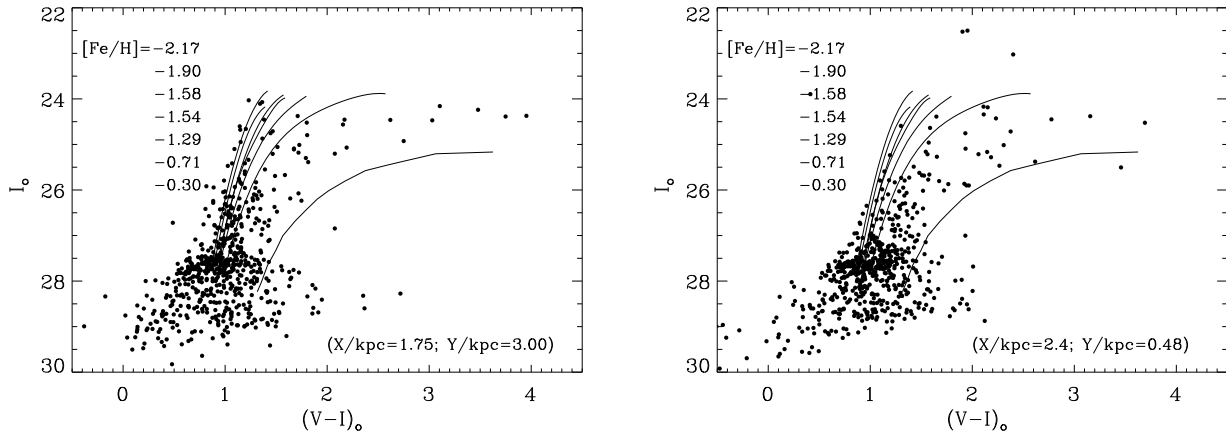 22
24
26
28
30
I₀
[Fe/H]=−2.17
−1.90
−1.58
−1.54
−1.29
−0.71
−0.30
(X/kpc=1.75; Y/kpc=3.00)
0 1 2 3 4
(V−I)₀
22
24
26
28
30
I₀
[Fe/H]=−2.17
−1.90
−1.58
−1.54
−1.29
−0.71
−0.30
(X/kpc=2.4; Y/kpc=0.48)
0 1 2 3 4
(V−I)₀